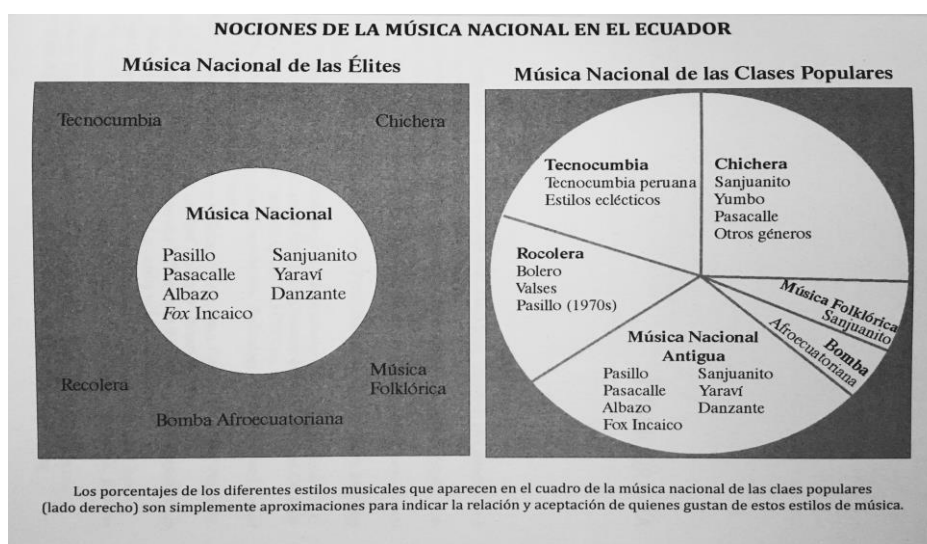 NOCIONES DE LA MÚSICA NACIONAL EN EL ECUADOR
Música Nacional de las Élites
Tecnocumbia
Chichera
Música Nacional
Pasillo Sanjuanito
Pasacalle Yaraví
Albazo Danzante
Fox Incaico
Recolera
Música
Folklórica
Bomba Afroecuatoriana
Música Nacional de las Clases Populares
Tecnocumbia
Tecnocumbia peruana
Estilos eclécticos
Chichera
Sanjuanito
Yumbo
Pasacalle
Otros géneros
Rocolera
Bolero
Valses
Pasillo (1970s)
Música Folklórica
Sanjuanito
Bomba
Afroecuatoriana
Música Nacional
Antigua
Pasillo Sanjuanito
Pasacalle Yaraví
Albazo Danzante
Fox Incaico
Los porcentajes de los diferentes estilos musicales que aparecen en el cuadro de la música nacional de las claes populares
(lado derecho) son simplemente aproximaciones para indicar la relación y aceptación de quienes gustan de estos estilos de música.